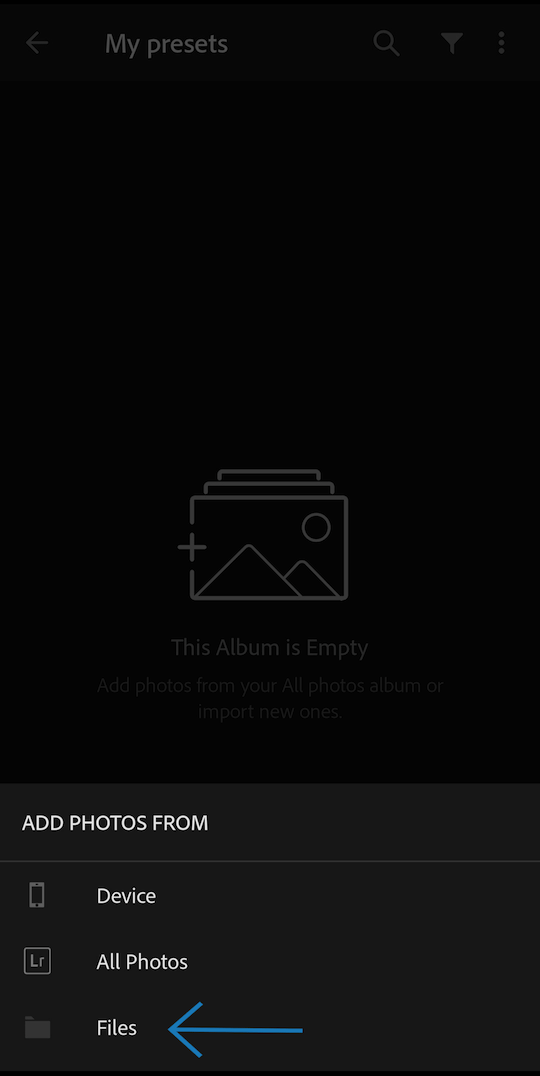 My presets
This Album is Empty
Add photos from your All photos album or
import new ones.
ADD PHOTOS FROM
Device
Lr
All Photos
Files